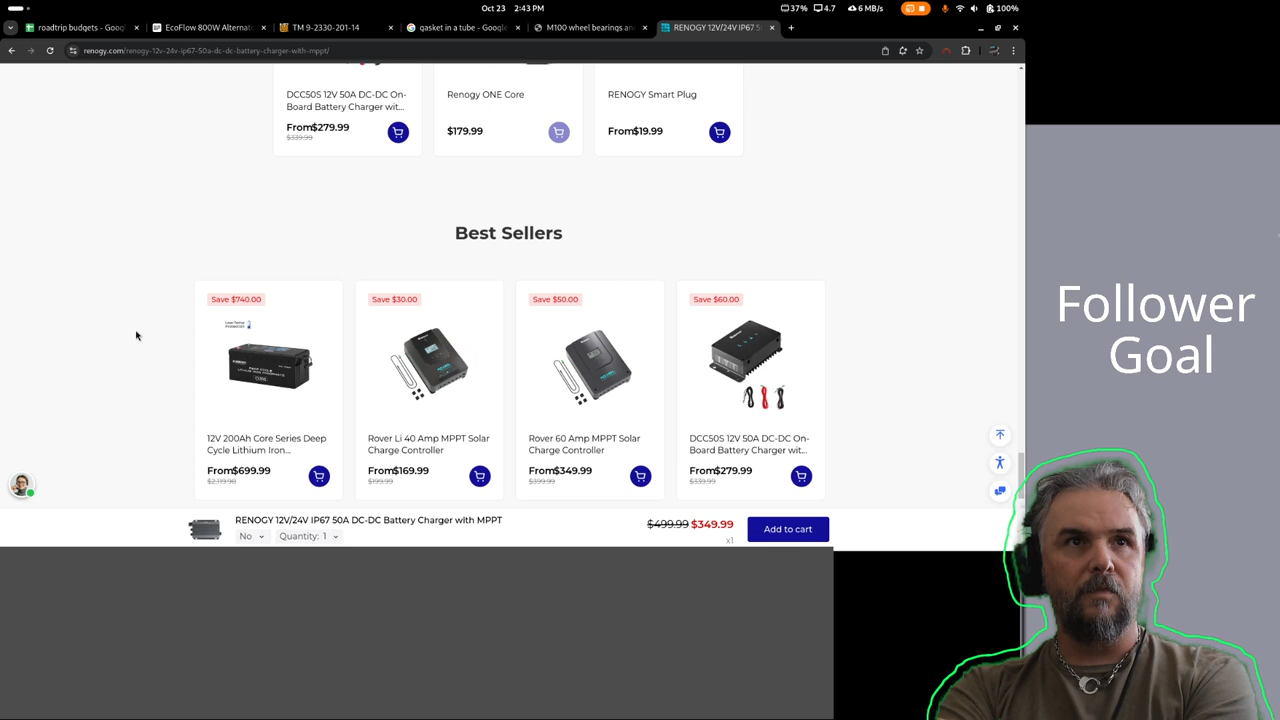 Oct 23 2:43 PM
37% 4.7 6 MB/s 100%
roadtrip budgets - Goog
EcoFlow 800W Alternat
TM 9-2330-201-14
gasket in a tube - Google
M100 wheel bearings an
RENOGY 12V/24V IP67 5
renogy.com/renogy-12v-24v-ip67-50a-dc-dc-battery-charger-with-mppt/
DCC50S 12V 50A DC-DC On-
Board Battery Charger wit...
From$279.99
$339.99
Renogy ONE Core
$179.99
RENOGY Smart Plug
From$19.99
Best Sellers
Save $740.00
12V 200Ah Core Series Deep
Cycle Lithium Iron...
From$699.99
$2,119.98
Save $30.00
Rover Li 40 Amp MPPT Solar
Charge Controller
From$169.99
$199.99
Save $50.00
Rover 60 Amp MPPT Solar
Charge Controller
From$349.99
$399.99
Save $60.00
DCC50S 12V 50A DC-DC On-
Board Battery Charger wit...
From$279.99
$339.99
RENOGY 12V/24V IP67 50A DC-DC Battery Charger with MPPT
No
Quantity: 1
$499.99 $349.99
x1
Add to cart
Follower
Goal